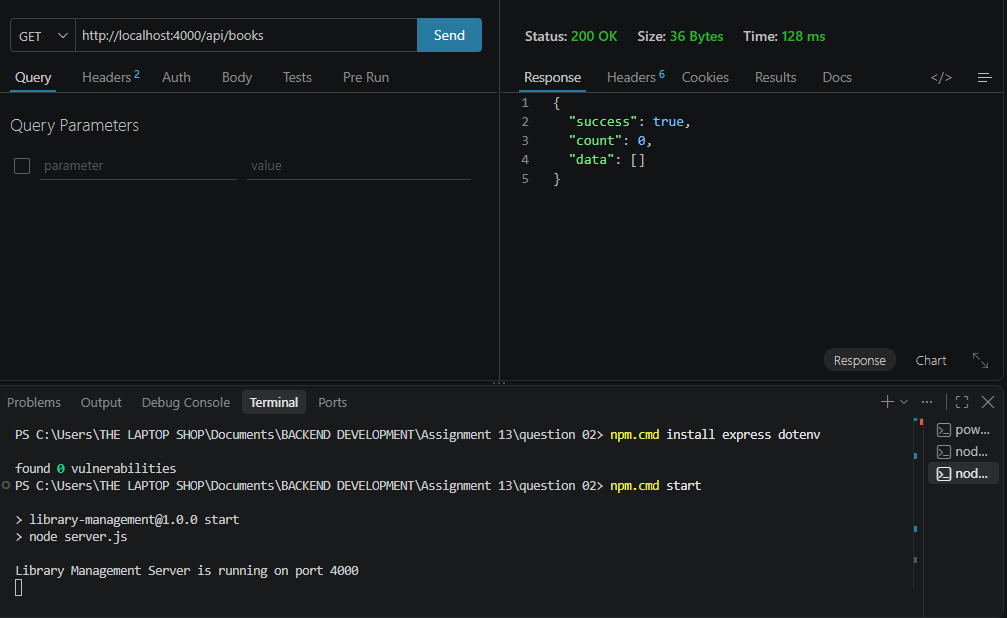 GET http://localhost:4000/api/books Send
Query Headers 2 Auth Body Tests Pre Run
Query Parameters
parameter value
Status: 200 OK Size: 36 Bytes Time: 128 ms
Response Headers 6 Cookies Results Docs </>
1 {
2 "success": true,
3 "count": 0,
4 "data": []
5 }
Response Chart
Problems Output Debug Console Terminal Ports
PS C:\Users\THE LAPTOP SHOP\Documents\BACKEND DEVELOPMENT\Assignment 13\question 02> npm.cmd install express dotenv
found 0 vulnerabilities
PS C:\Users\THE LAPTOP SHOP\Documents\BACKEND DEVELOPMENT\Assignment 13\question 02> npm.cmd start
> library-management@1.0.0 start
> node server.js
Library Management Server is running on port 4000
pow...
nod...
nod...